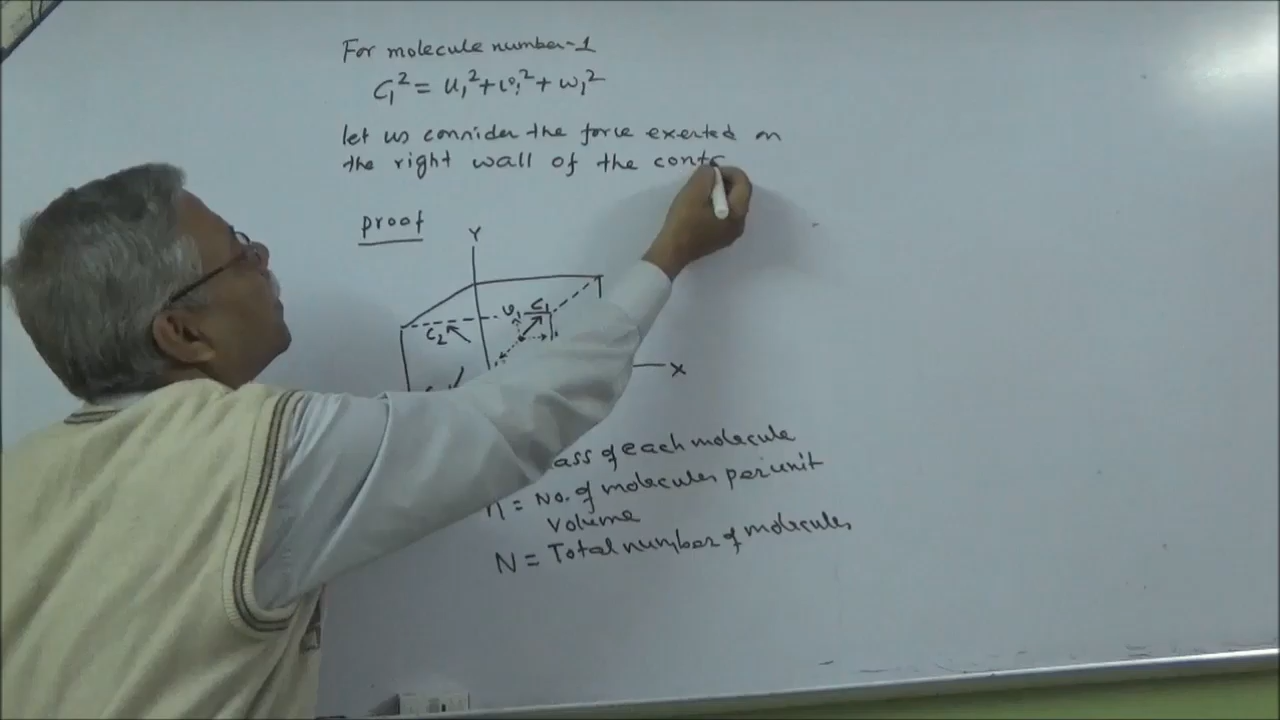 For molecule number-1
C₁² = u₁² + v₁² + w₁²
let us consider the force exerted on
the right wall of the conta
proof
Y
v₁ C₁
C₂
X
ass of each molecule
n = No. of molecules per unit
volume
N = Total number of molecules